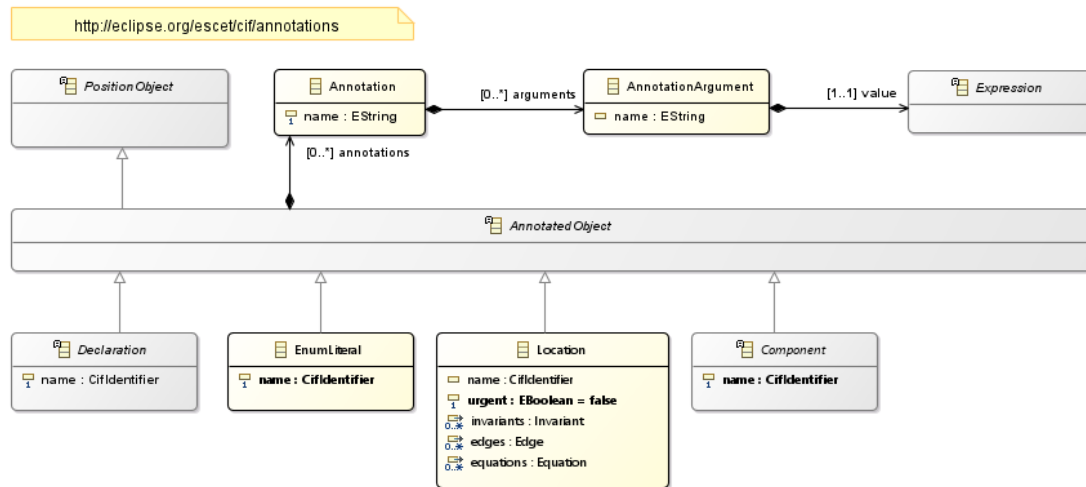 http://eclipse.org/escet/cif/annotations
PositionObject
Annotation
name : EString
[0..*] arguments
AnnotationArgument
name : EString
[1..1] value
Expression
[0..*] annotations
AnnotatedObject
Declaration
name : CifIdentifier
EnumLiteral
name : CifIdentifier
Location
name : CifIdentifier
urgent : EBoolean = false
invariants : Invariant
edges : Edge
equations : Equation
Component
name : CifIdentifier